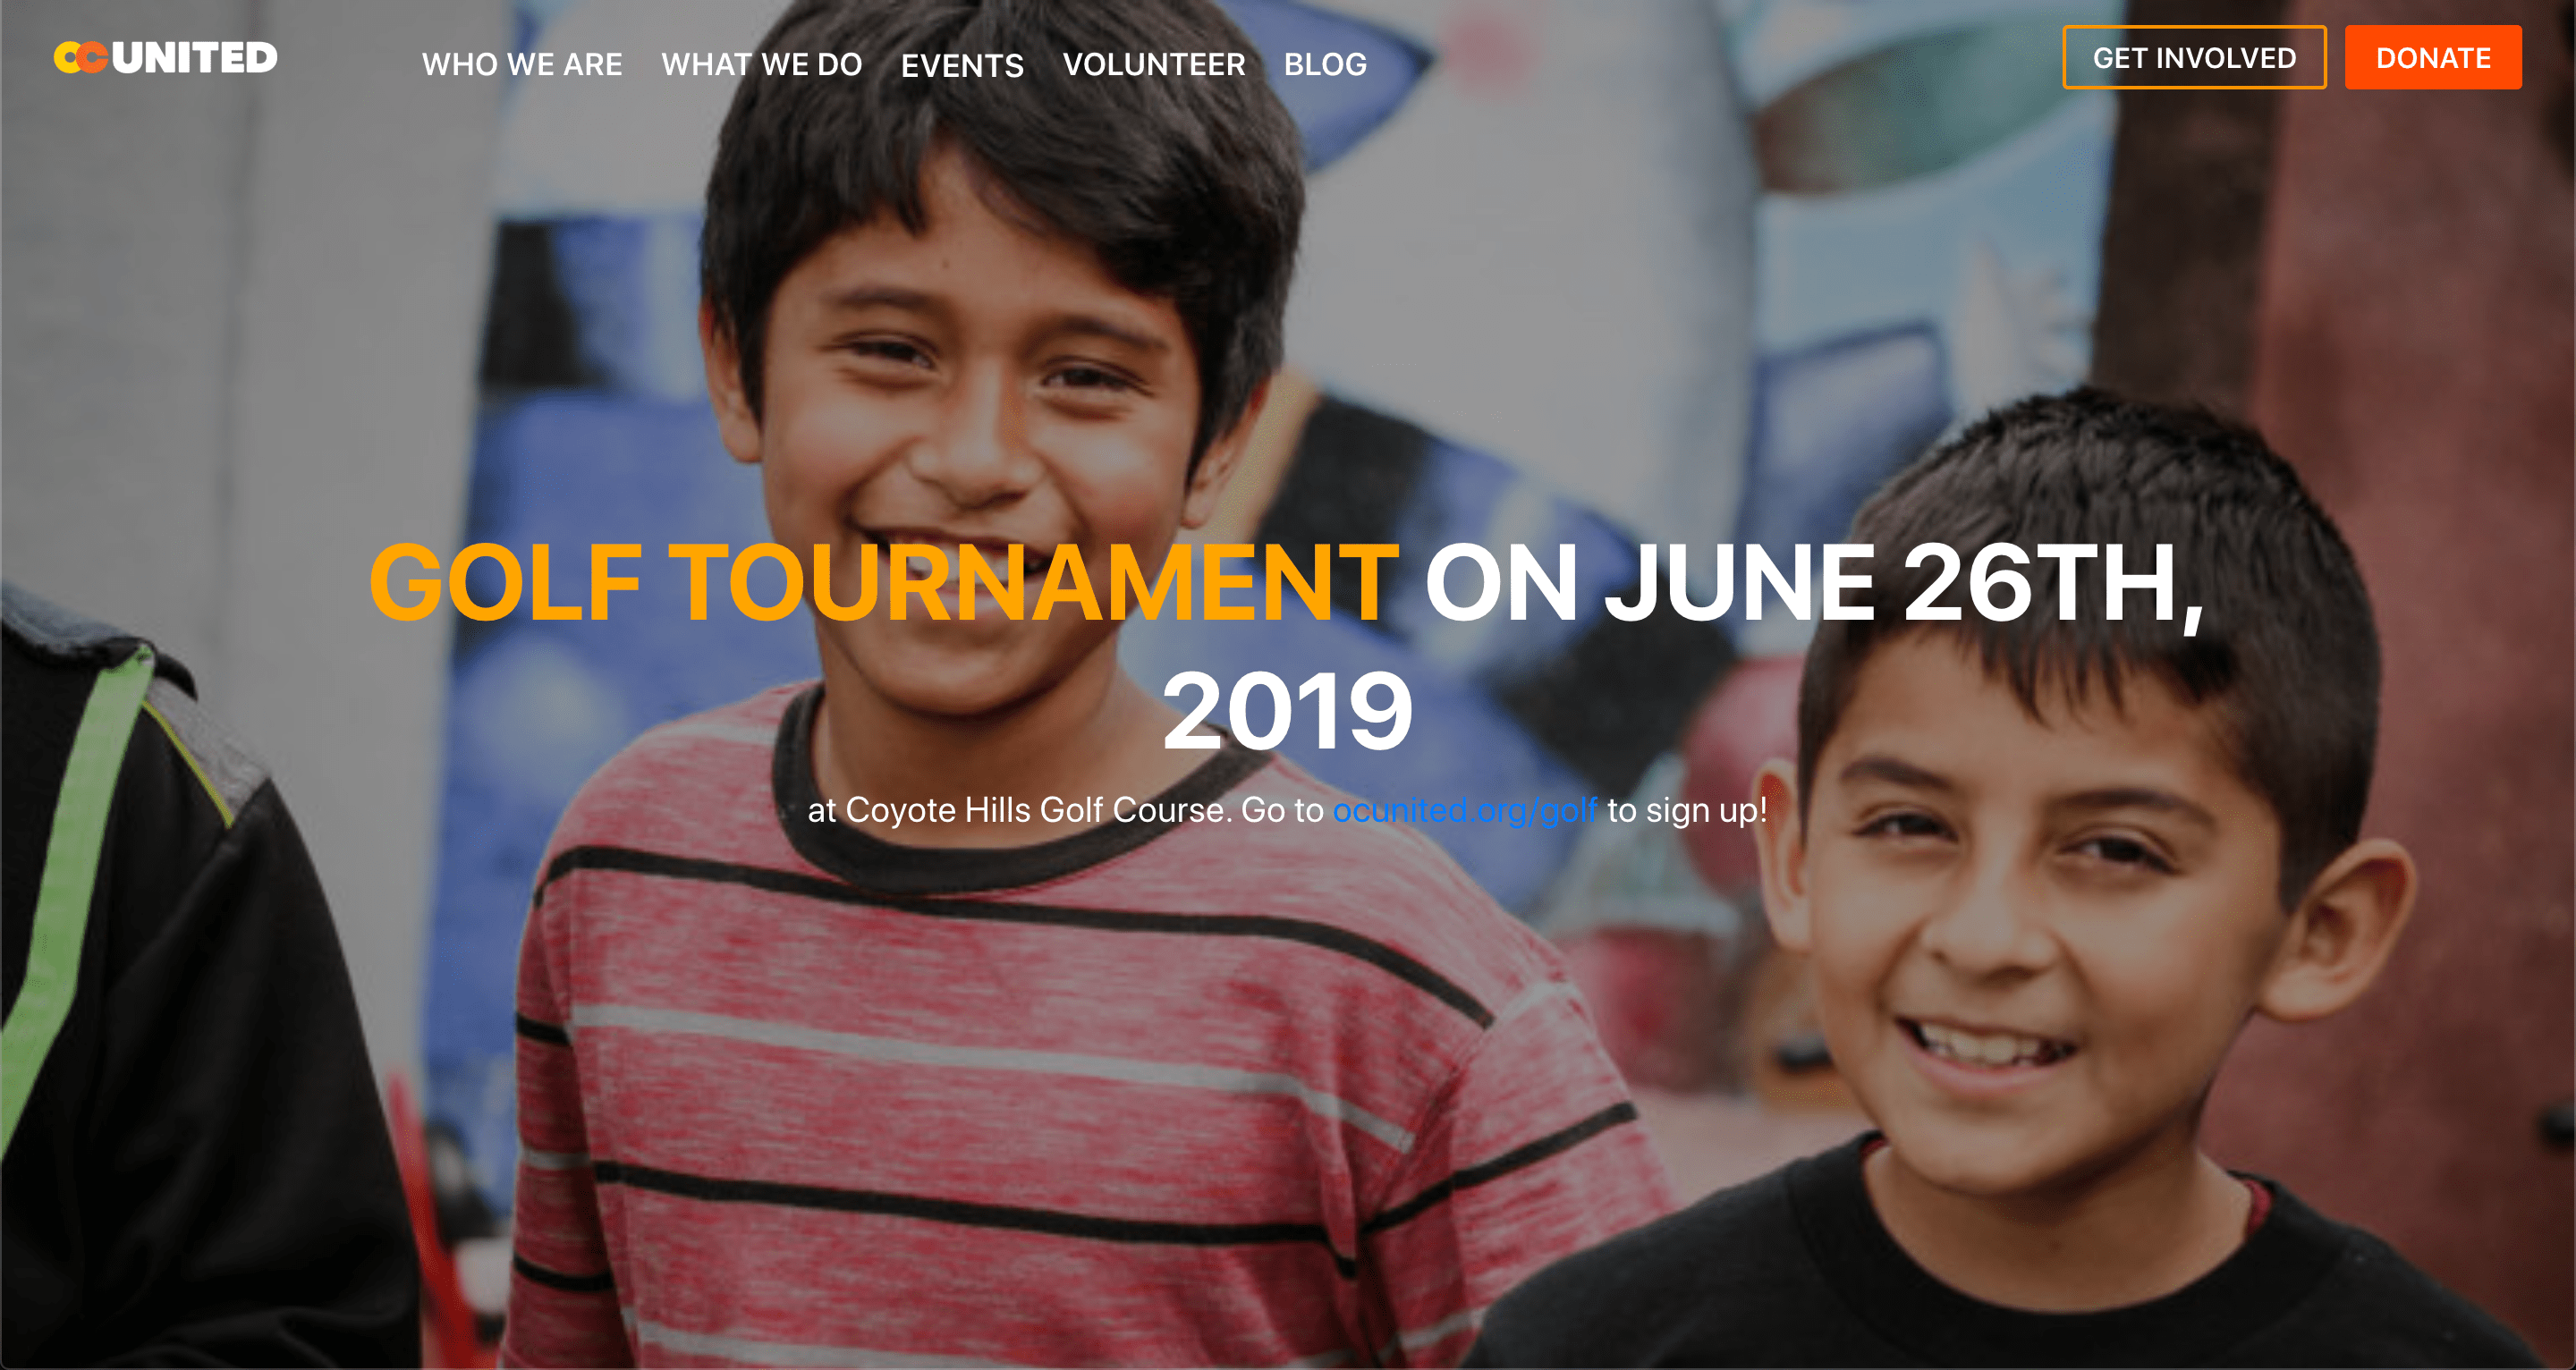 OCUNITED
WHO WE ARE
WHAT WE DO
EVENTS
VOLUNTEER
BLOG
GET INVOLVED
DONATE
GOLF TOURNAMENT ON JUNE 26TH,
2019
at Coyote Hills Golf Course. Go to ocunited.org/golf to sign up!